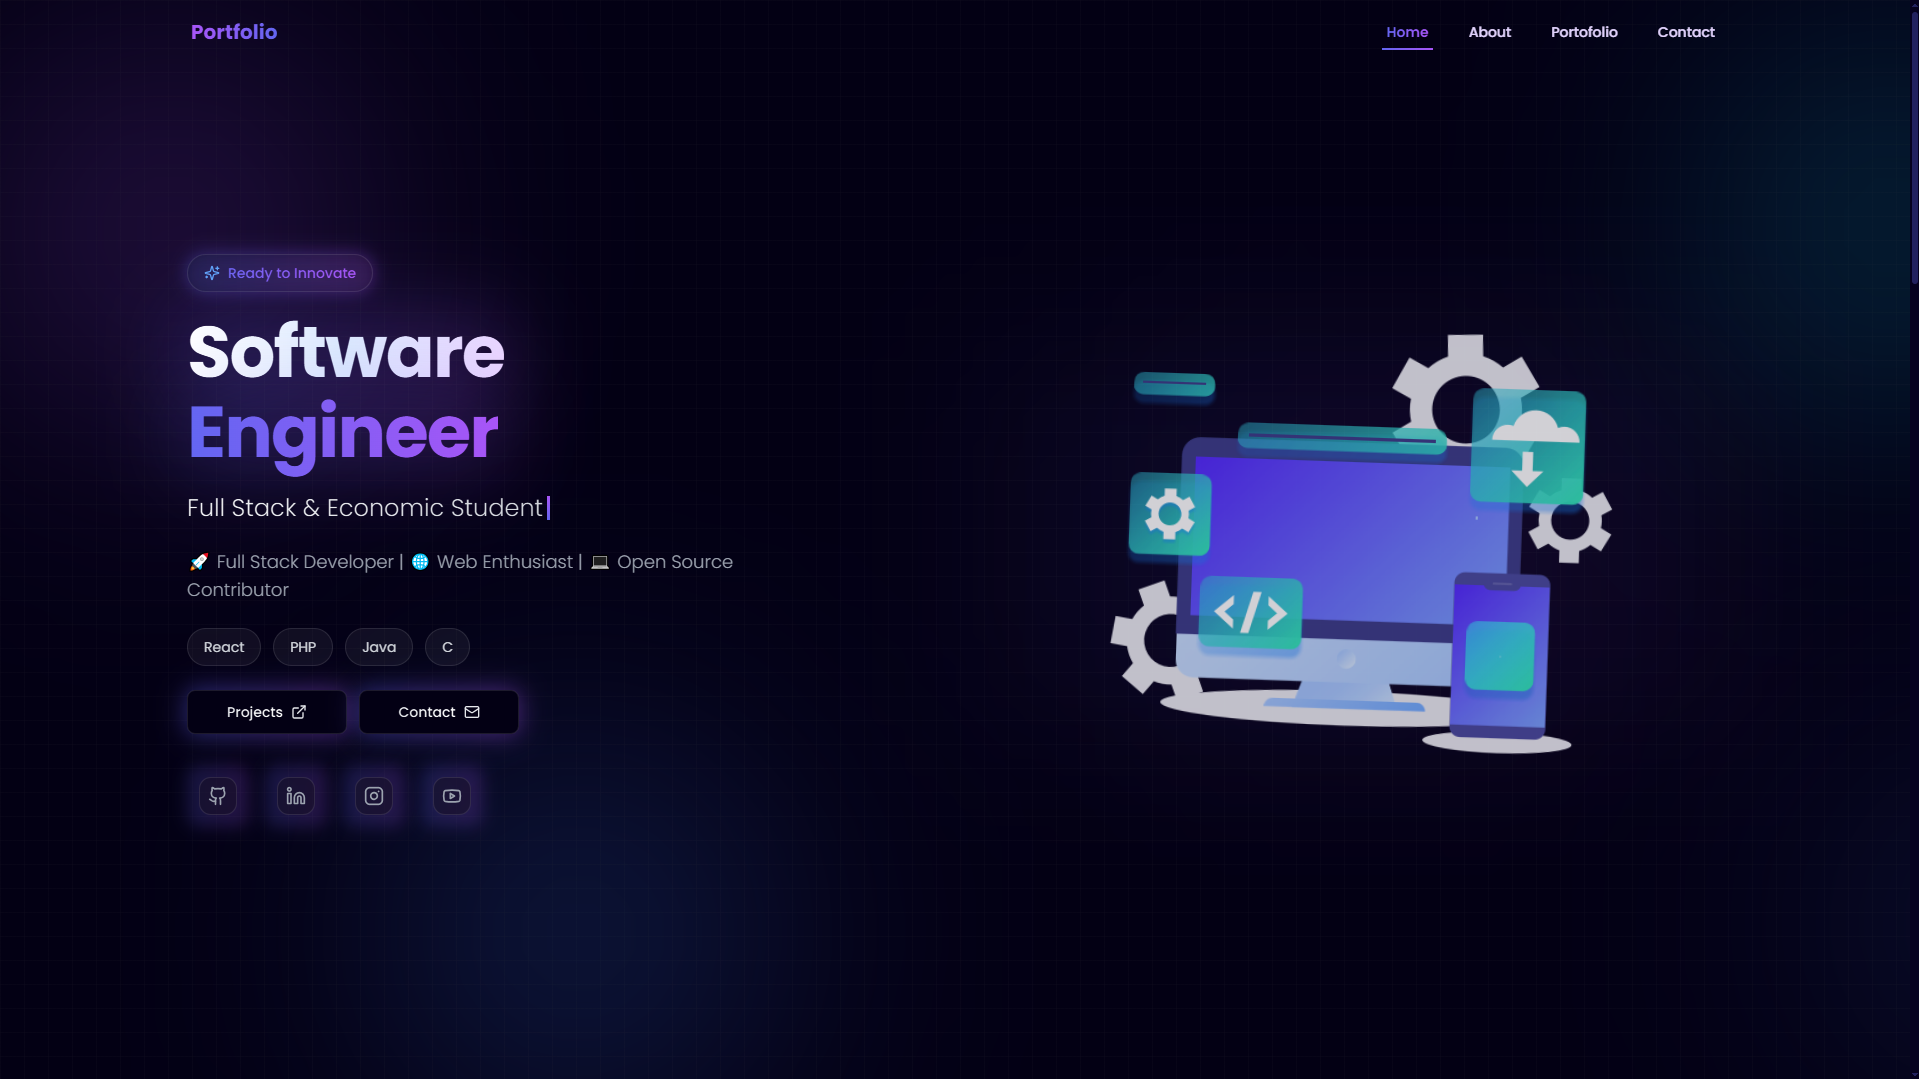 Portfolio
Home
About
Portofolio
Contact
Ready to Innovate
Software
Engineer
Full Stack & Economic Student
🚀 Full Stack Developer | 🌐 Web Enthusiast | 💻 Open Source
Contributor
React
PHP
Java
C
Projects
Contact